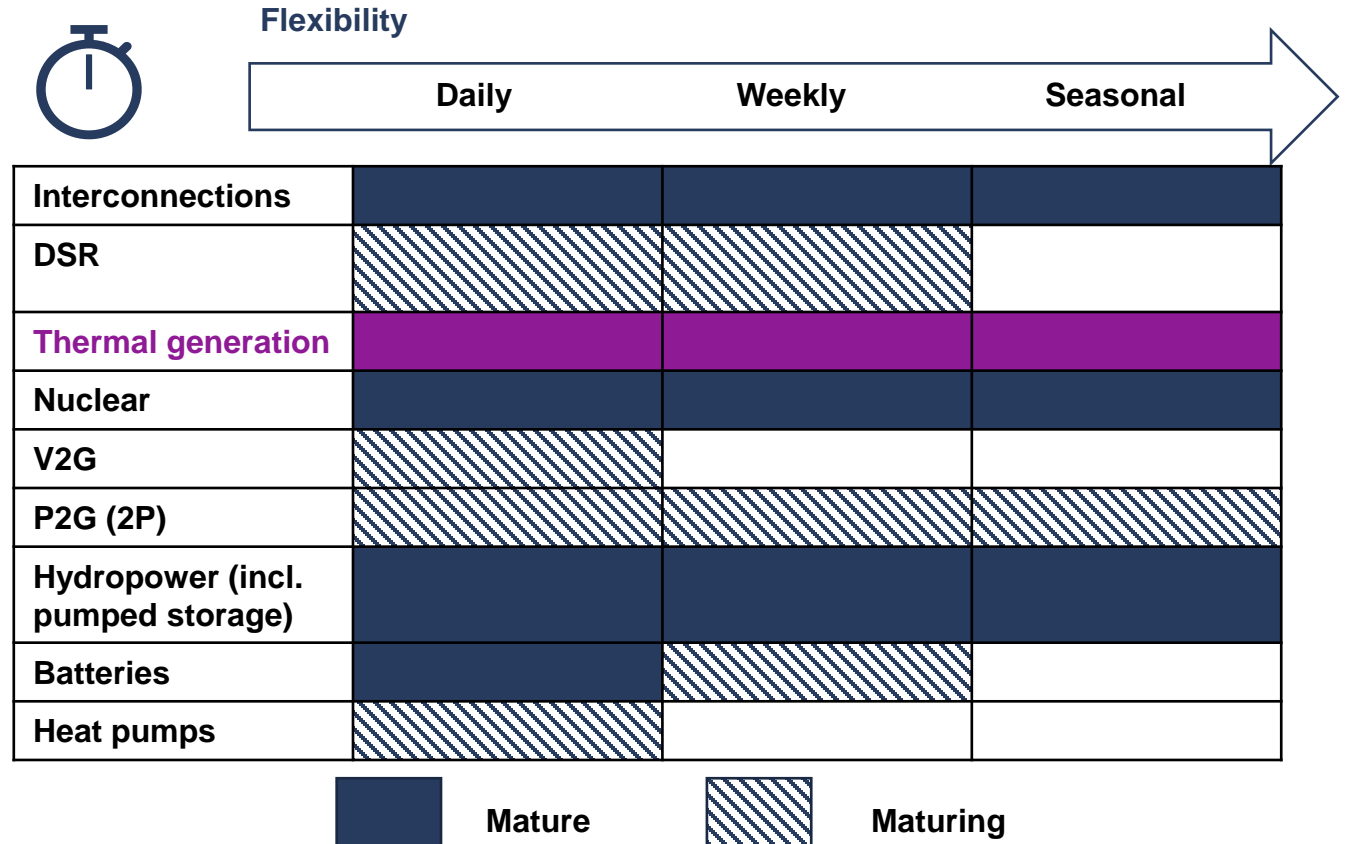 Flexibility
Daily Weekly Seasonal
Interconnections
DSR
Thermal generation
Nuclear
V2G
P2G (2P)
Hydropower (incl.
pumped storage)
Batteries
Heat pumps
Mature Maturing